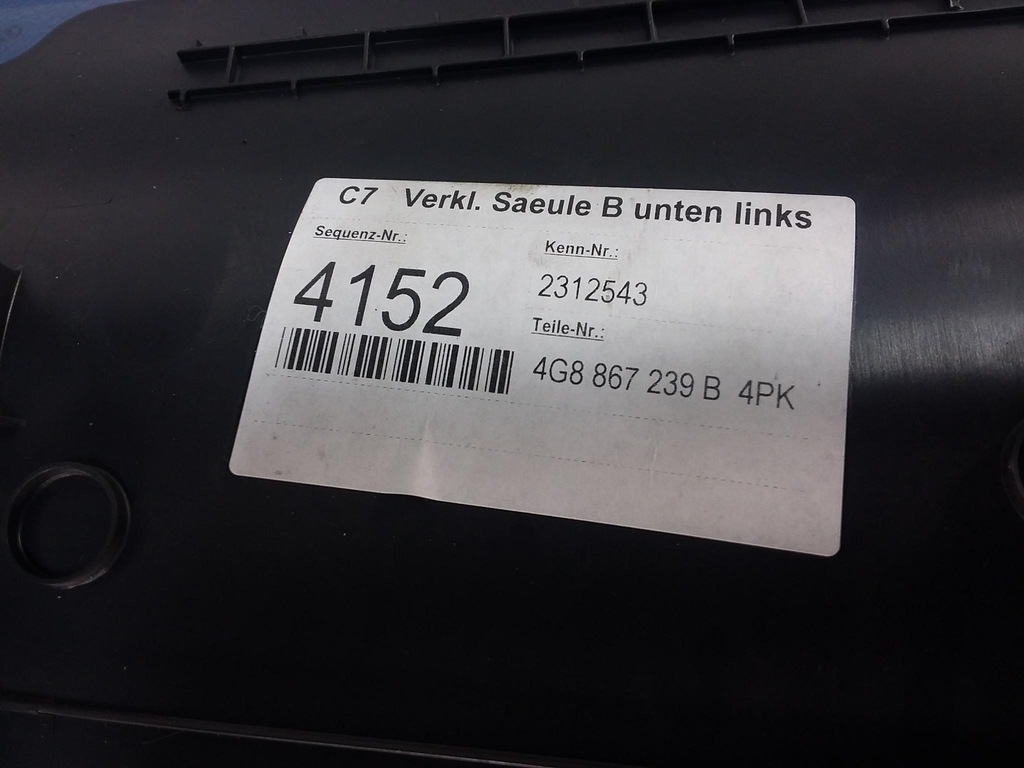 C7 Verkl. Saeule B unten links
Sequenz-Nr.:
4152
Kenn-Nr.:
2312543
Teile-Nr.:
4G8 867 239 B 4PK